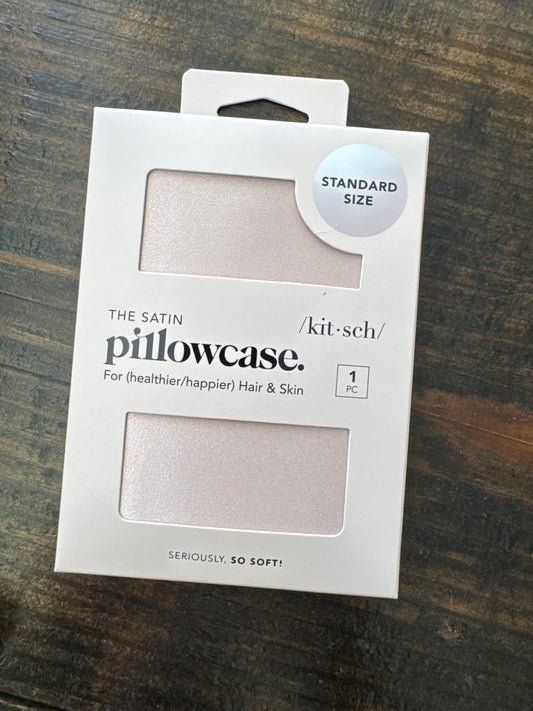 STANDARD
SIZE
THE SATIN
/kit·sch/
pillowcase.
For (healthier/happier) Hair & Skin
1
PC
SERIOUSLY, SO SOFT!